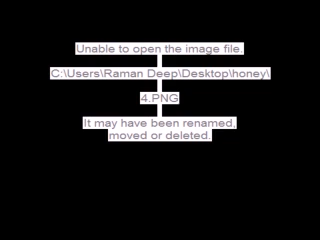 Unable to open the image file.
C:\Users\Raman Deep\Desktop\honey\
4.PNG
It may have been renamed,
moved or deleted.